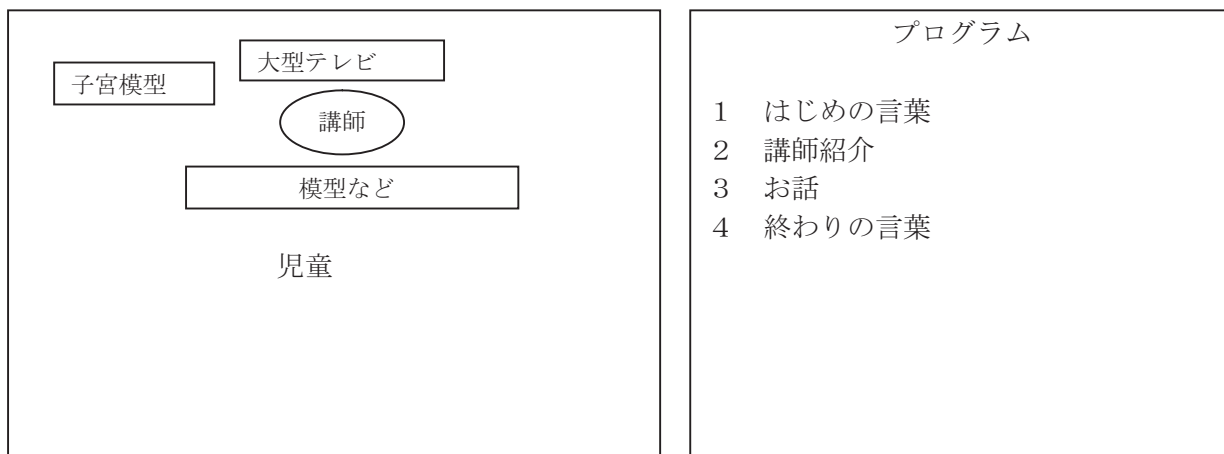 大型テレビ
子宮模型
講師
模型など
児童
プログラム
1 はじめの言葉
2 講師紹介
3 お話
4 終わりの言葉